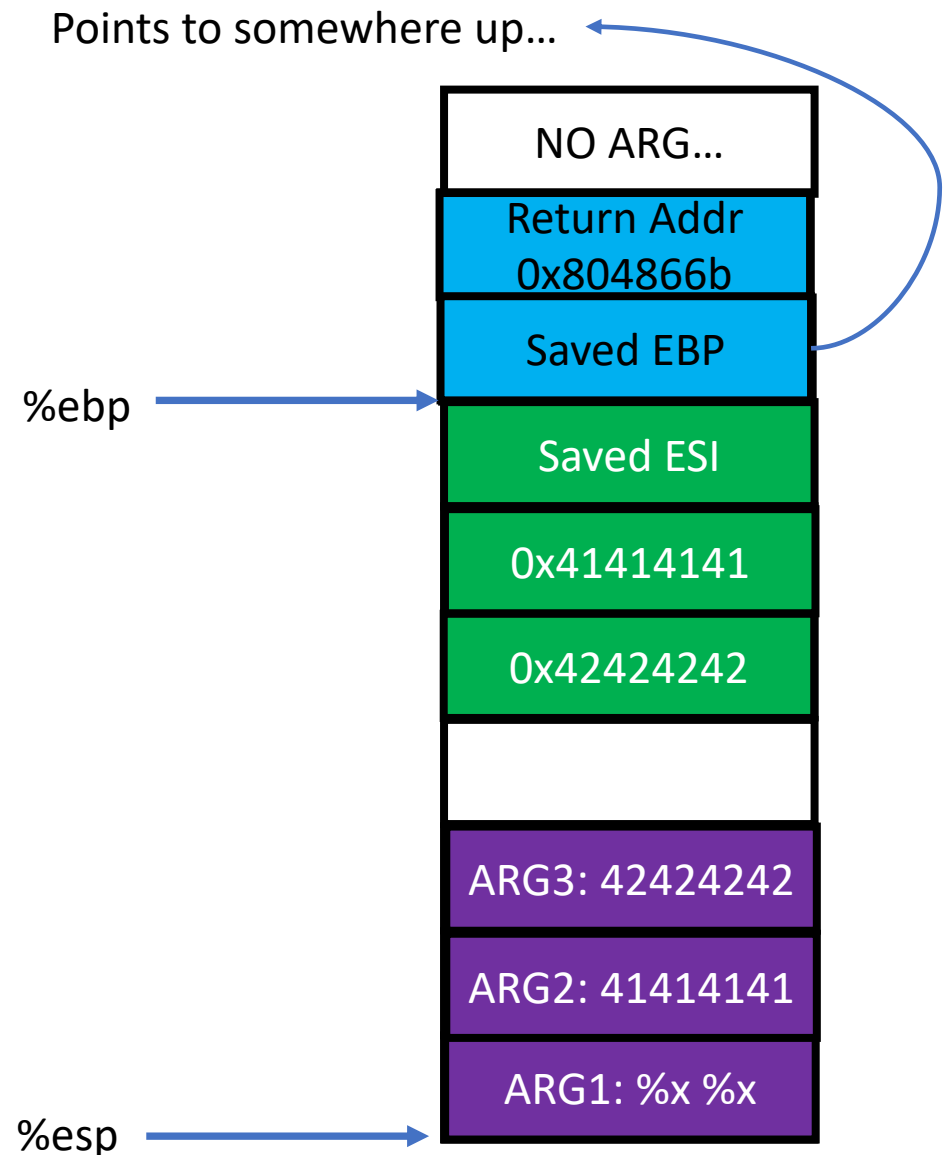 Points to somewhere up…
NO ARG…
Return Addr
0x804866b
Saved EBP
%ebp
Saved ESI
0x41414141
0x42424242
ARG3: 42424242
ARG2: 41414141
ARG1: %x %x
%esp